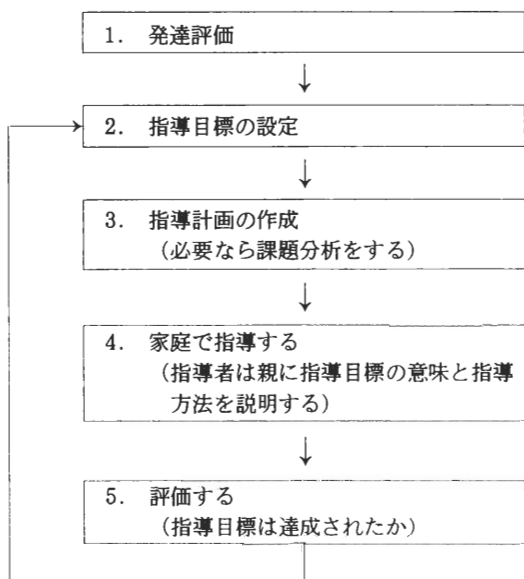 1. 発達評価
2. 指導目標の設定
3. 指導計画の作成
(必要なら課題分析をする)
4. 家庭で指導する
(指導者は親に指導目標の意味と指導
方法を説明する)
5. 評価する
(指導目標は達成されたか)